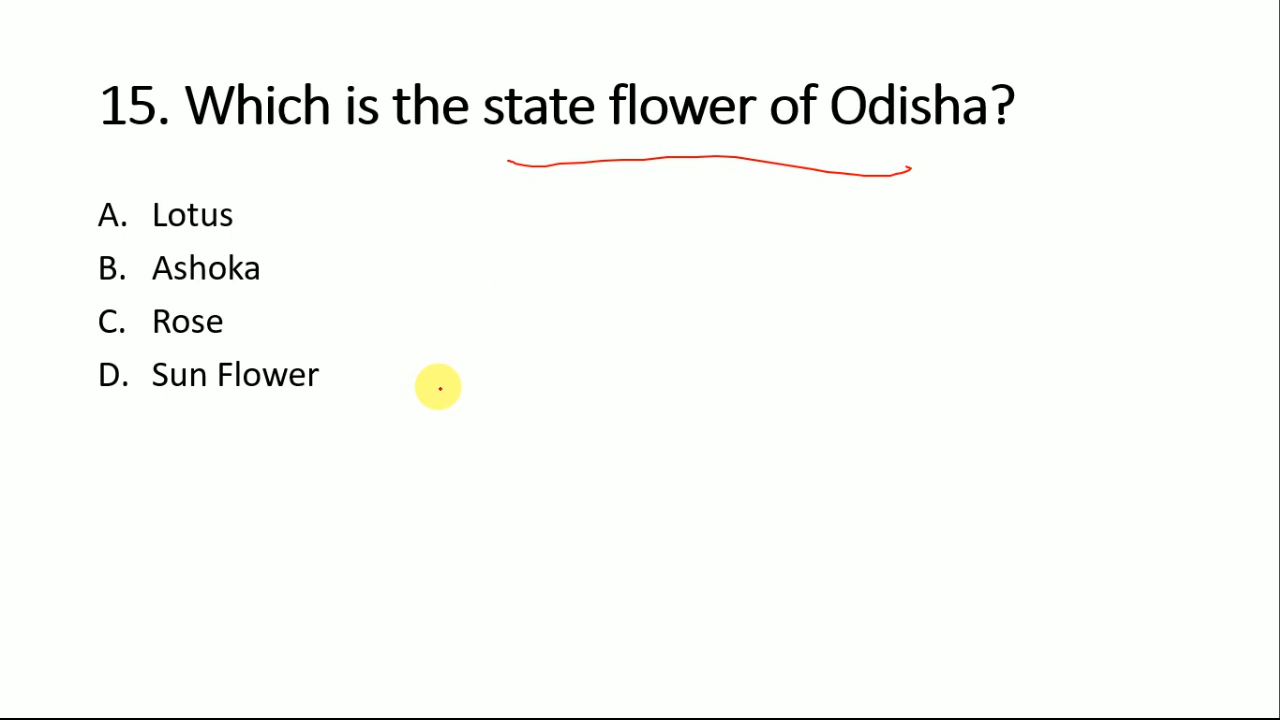 15. Which is the state flower of Odisha?
A. Lotus
B. Ashoka
C. Rose
D. Sun Flower